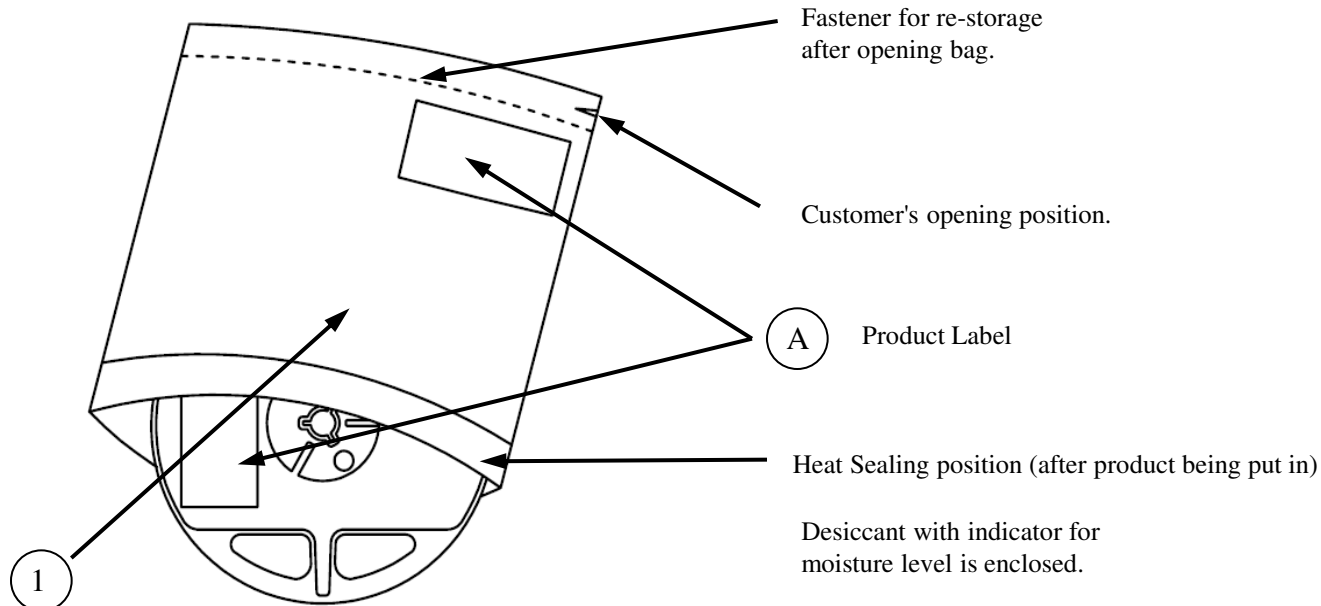 Fastener for re-storage
after opening bag.
Customer's opening position.
A Product Label
Heat Sealing position (after product being put in)
Desiccant with indicator for
moisture level is enclosed.
1